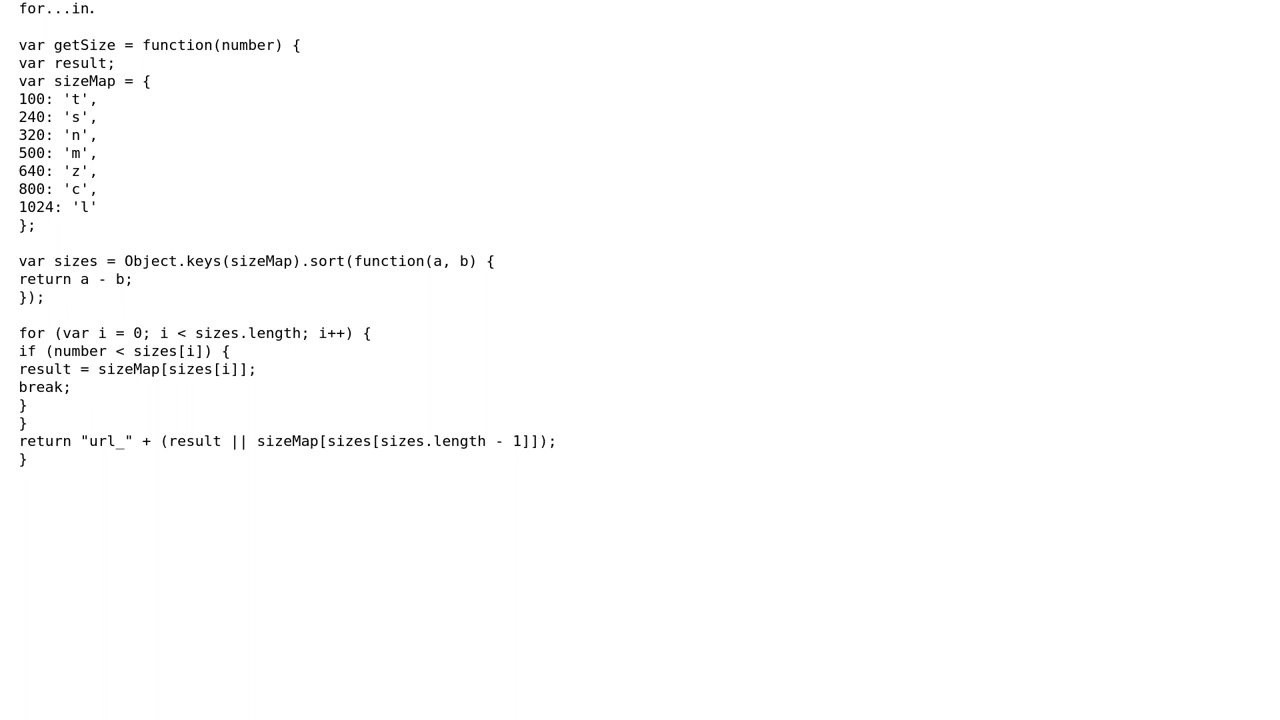 for...in.

var getSize = function(number) {
var result;
var sizeMap = {
100: 't',
240: 's',
320: 'n',
500: 'm',
640: 'z',
800: 'c',
1024: 'l'
};

var sizes = Object.keys(sizeMap).sort(function(a, b) {
return a - b;
});

for (var i = 0; i < sizes.length; i++) {
if (number < sizes[i]) {
result = sizeMap[sizes[i]];
break;
}
}
return "url_" + (result || sizeMap[sizes[sizes.length - 1]]);
}